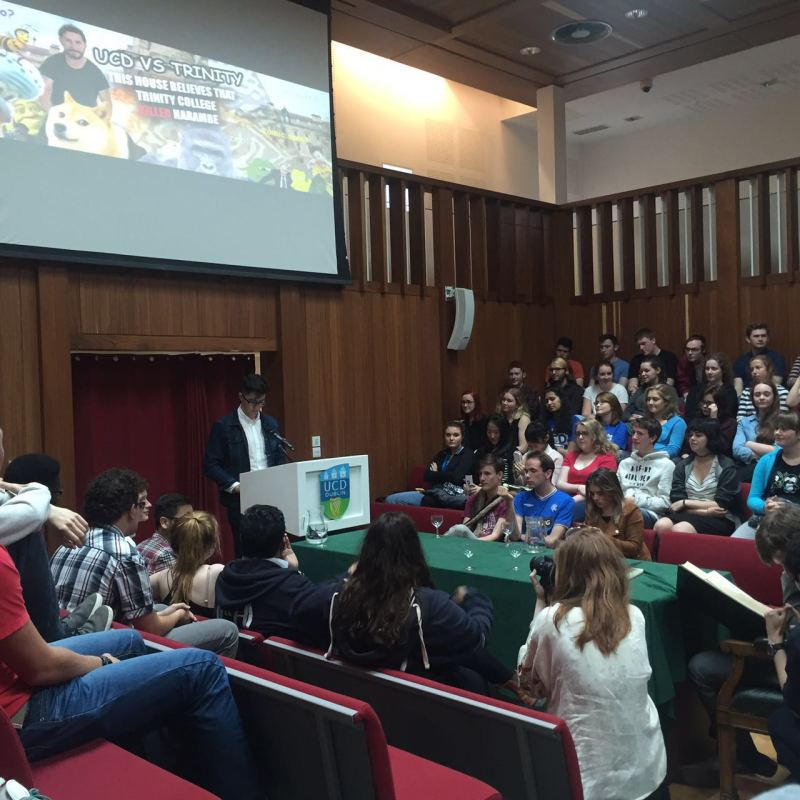 UCD VS TRINITY
THIS HOUSE BELIEVES THAT
TRINITY COLLEGE
KILLED HARAMBE
UCD
DUBLIN